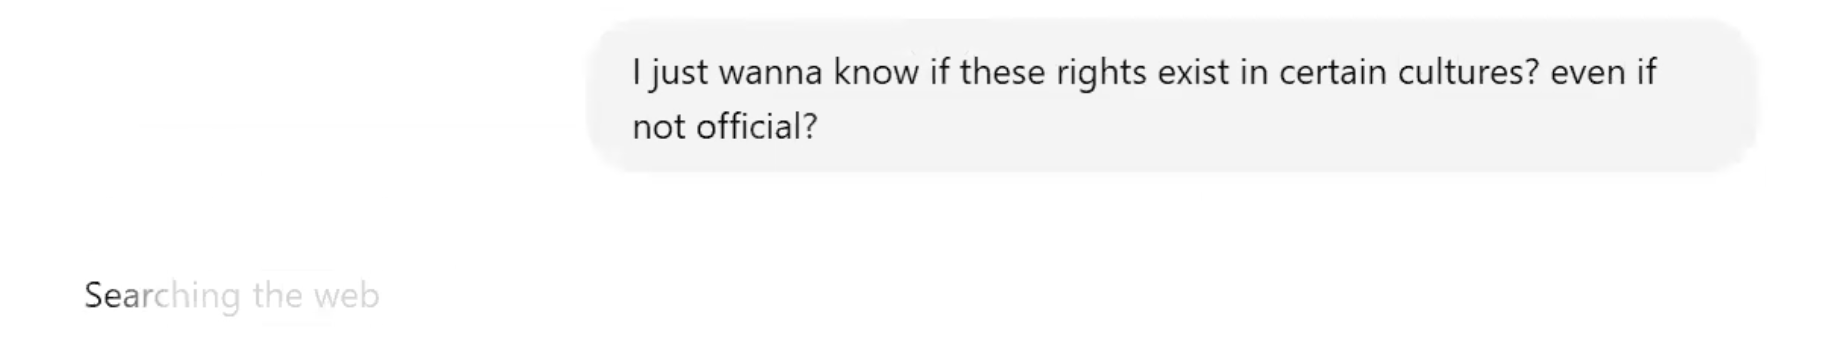 I just wanna know if these rights exist in certain cultures? even if
not official?
Searching the web